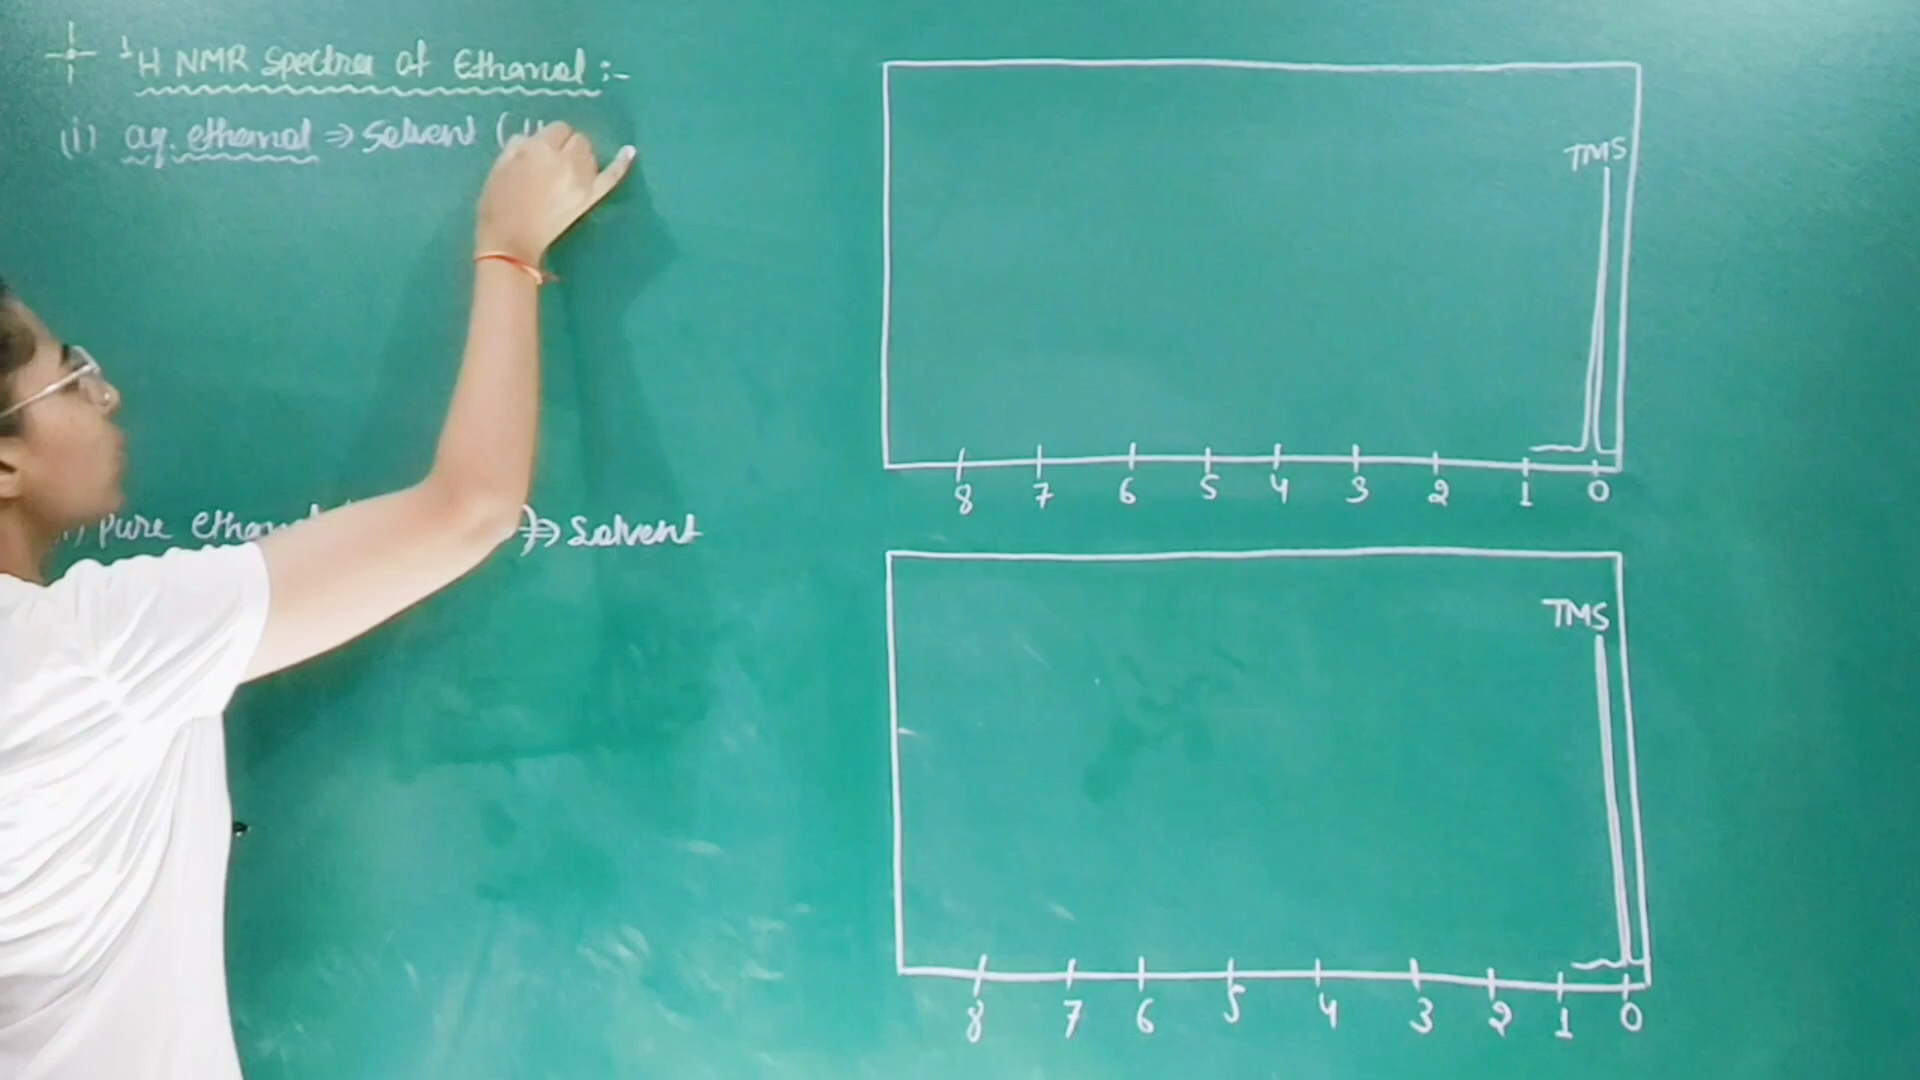 ¹H NMR Spectra of Ethanol :-
(i) aq. ethanol ⇒ Solvent (
Pure ⇒ Solvent
TMS
8 7 6 5 4 3 2 1 0
TMS
8 7 6 5 4 3 2 1 0